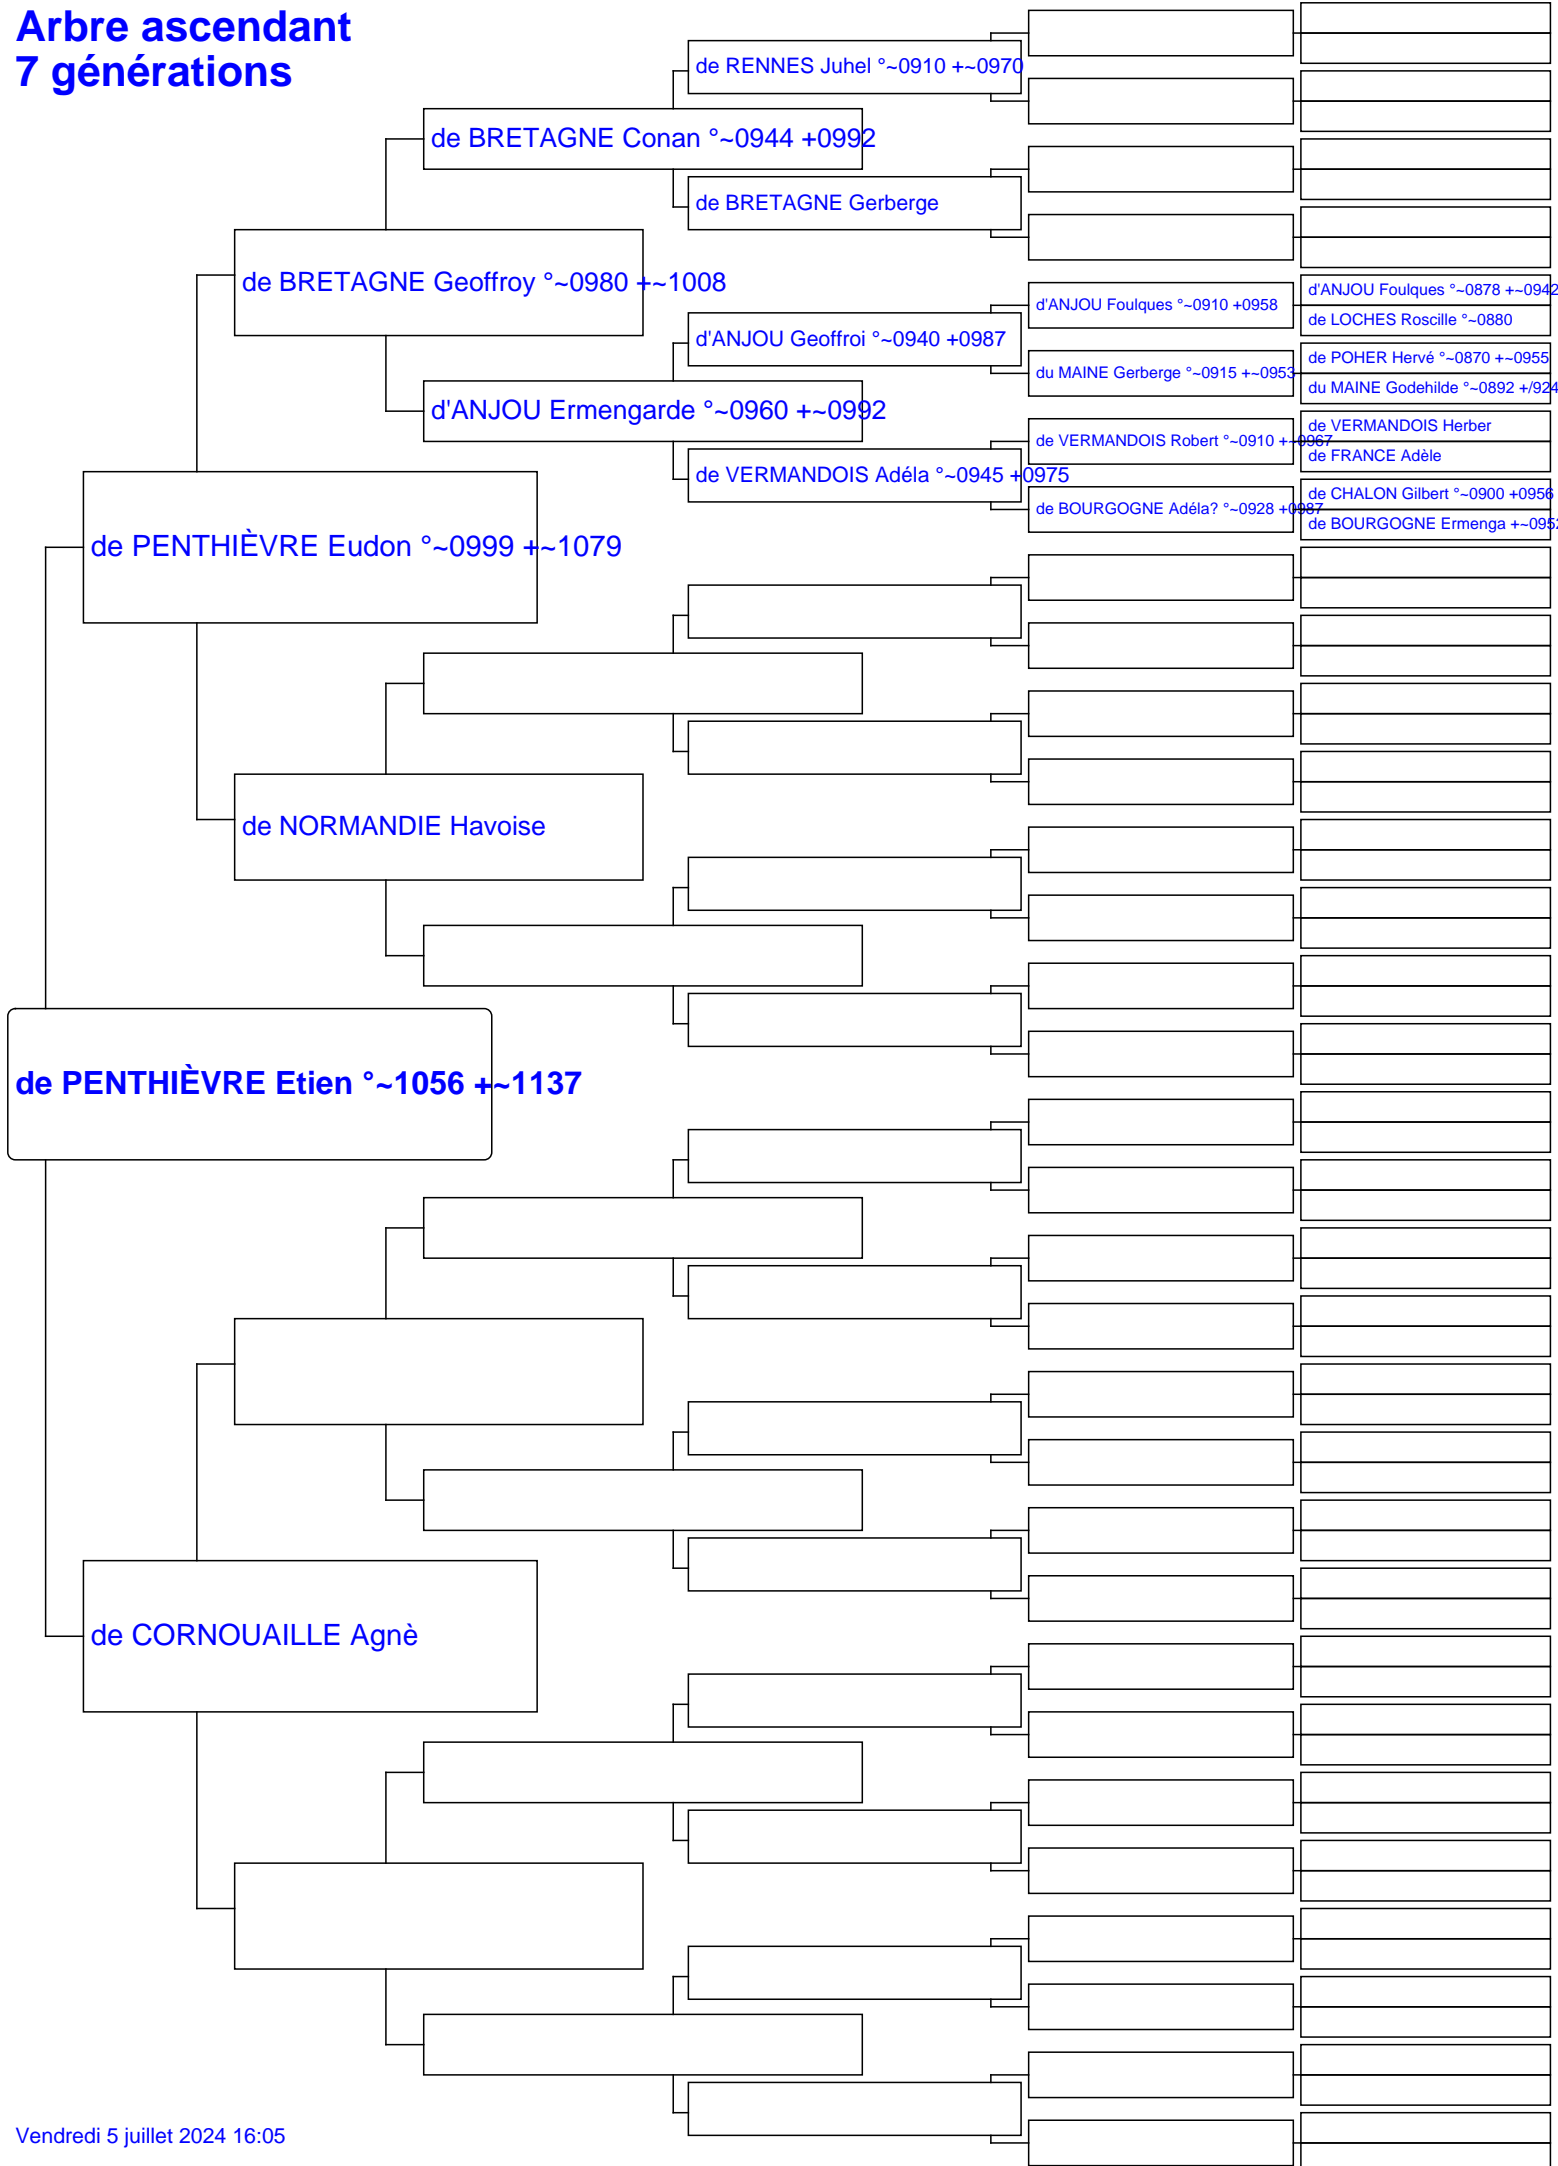 Arbre ascendant
7 générations
de RENNES Juhel °~0910 +~0970
de BRETAGNE Conan °~0944 +0992
de BRETAGNE Gerberge
de BRETAGNE Geoffroy °~0980 +~1008
d'ANJOU Foulques °~0878 +~0942
d'ANJOU Foulques °~0910 +0958
de LOCHES Roscille °~0880
d'ANJOU Geoffroi °~0940 +0987
de POHER Hervé °~0870 +~0955
du MAINE Gerberge °~0915 +~0953
du MAINE Godehilde °~0892 +/924
d'ANJOU Ermengarde °~0960 +~0992
de VERMANDOIS Herber
de VERMANDOIS Robert °~0910 +~0967
de FRANCE Adèle
de VERMANDOIS Adéla °~0945 +0975
de CHALON Gilbert °~0900 +0956
de BOURGOGNE Adéla? °~0928 +0987
de BOURGOGNE Ermenga +~0952
de PENTHIÈVRE Eudon °~0999 +~1079
de NORMANDIE Havoise
de PENTHIÈVRE Etien °~1056 +~1137
de CORNOUAILLE Agnè
Vendredi 5 juillet 2024 16:05